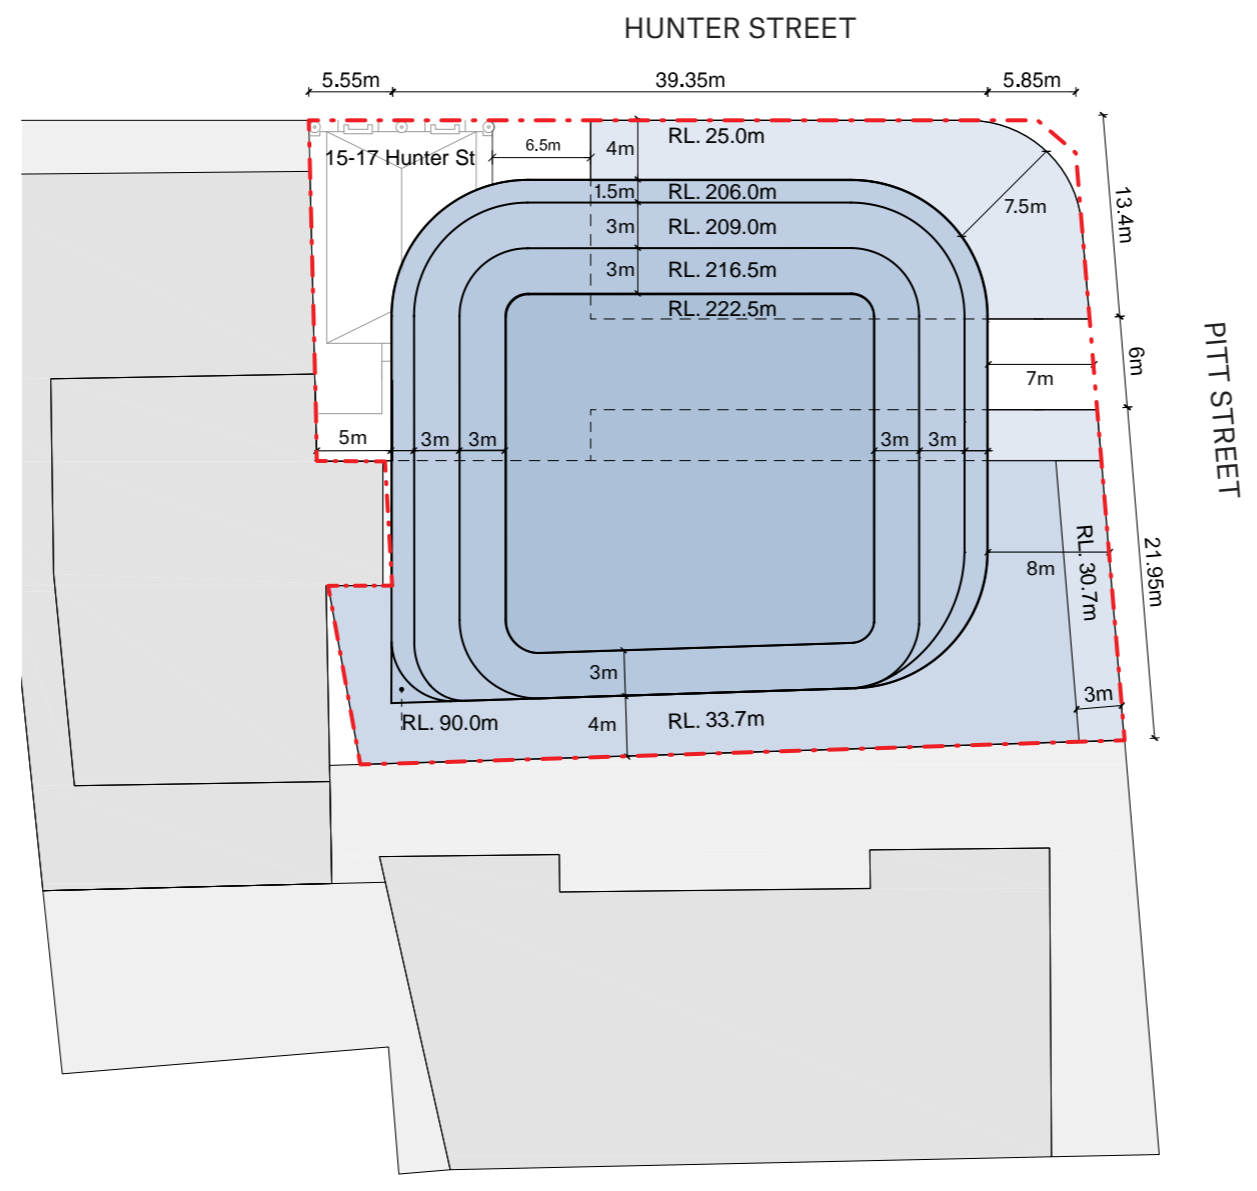 HUNTER STREET
5.55m
39.35m
5.85m
15-17 Hunter St
6.5m
4m
RL. 25.0m
1.5m
RL. 206.0m
3m
RL. 209.0m
7.5m
13.4m
3m
RL. 216.5m
RL. 222.5m
PITT STREET
6m
7m
5m
3m
3m
3m
3m
8m
RL. 30.7m
21.95m
3m
3m
RL. 90.0m
4m
RL. 33.7m